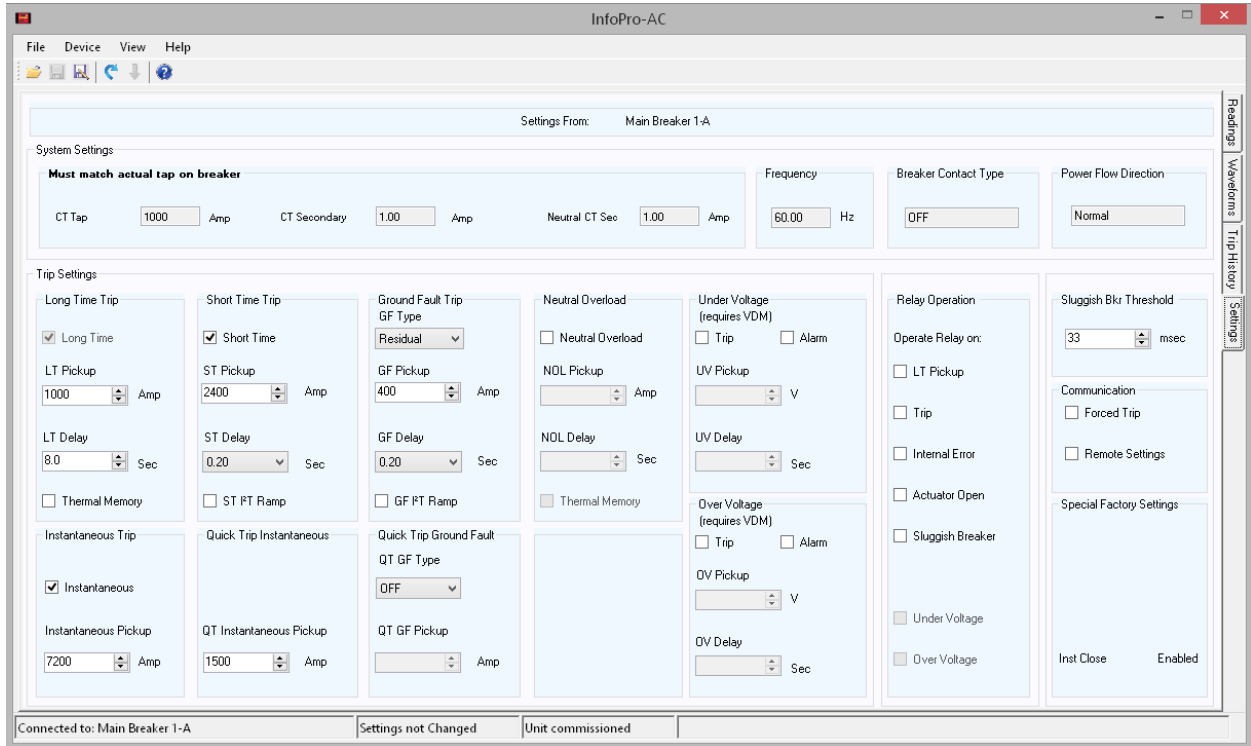 InfoPro-AC
File Device View Help
Settings From: Main Breaker 1-A
System Settings
Must match actual tap on breaker
CT Tap 1000 Amp CT Secondary 1.00 Amp Neutral CT Sec 1.00 Amp
Frequency
60.00 Hz
Breaker Contact Type
OFF
Power Flow Direction
Normal
Trip Settings
Long Time Trip
Long Time
LT Pickup
1000 Amp
LT Delay
8.0 Sec
Thermal Memory
Short Time Trip
Short Time
ST Pickup
2400 Amp
ST Delay
0.20 Sec
ST I²T Ramp
Ground Fault Trip
GF Type
Residual
GF Pickup
400 Amp
GF Delay
0.20 Sec
GF I²T Ramp
Neutral Overload
Neutral Overload
NOL Pickup
Amp
NOL Delay
Sec
Thermal Memory
Under Voltage
(requires VDM)
Trip Alarm
UV Pickup
V
UV Delay
Sec
Instantaneous Trip
Instantaneous
Instantaneous Pickup
7200 Amp
Quick Trip Instantaneous
QT Instantaneous Pickup
1500 Amp
Quick Trip Ground Fault
QT GF Type
OFF
QT GF Pickup
Amp
Over Voltage
(requires VDM)
Trip Alarm
OV Pickup
V
OV Delay
Sec
Relay Operation
Operate Relay on:
LT Pickup
Trip
Internal Error
Actuator Open
Sluggish Breaker
Under Voltage
Over Voltage
Sluggish Bkr Threshold
33 msec
Communication
Forced Trip
Remote Settings
Special Factory Settings
Inst Close Enabled
Readings
Waveforms
Trip History
Settings
Connected to: Main Breaker 1-A Settings not Changed Unit commissioned